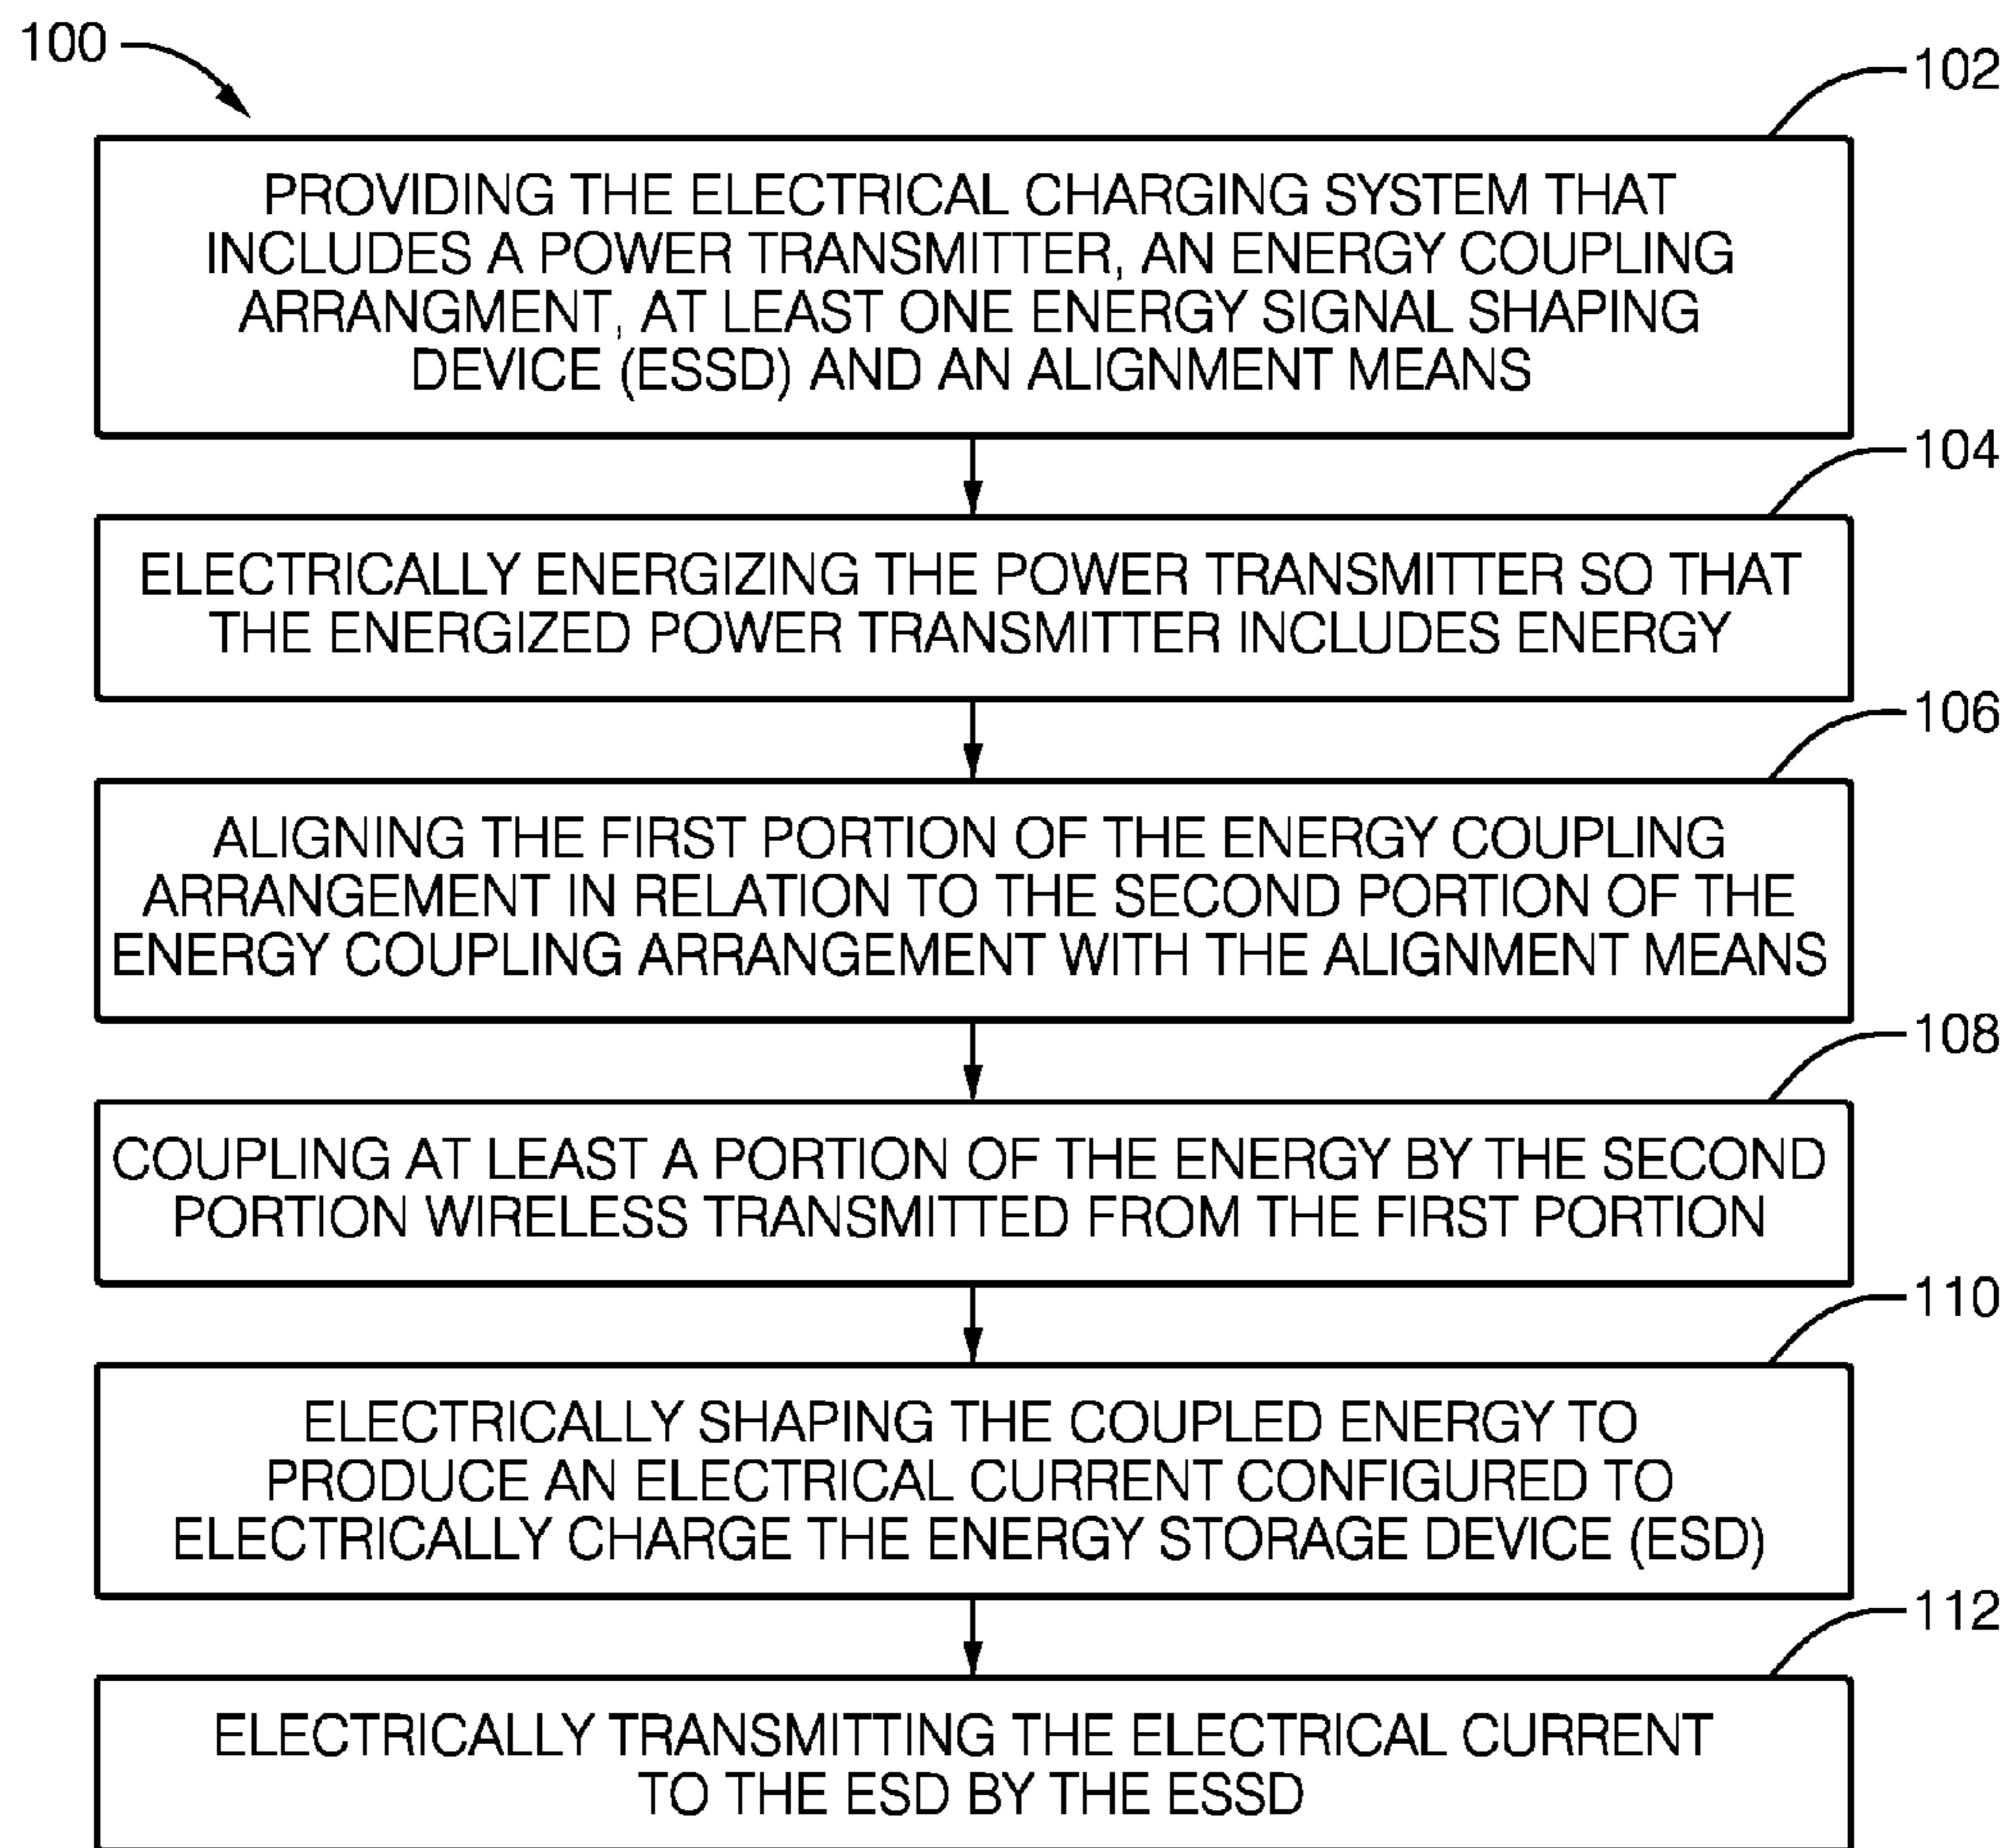 100
102
PROVIDING THE ELECTRICAL CHARGING SYSTEM THAT
INCLUDES A POWER TRANSMITTER, AN ENERGY COUPLING
ARRANGMENT, AT LEAST ONE ENERGY SIGNAL SHAPING
DEVICE (ESSD) AND AN ALIGNMENT MEANS
104
ELECTRICALLY ENERGIZING THE POWER TRANSMITTER SO THAT
THE ENERGIZED POWER TRANSMITTER INCLUDES ENERGY
106
ALIGNING THE FIRST PORTION OF THE ENERGY COUPLING
ARRANGEMENT IN RELATION TO THE SECOND PORTION OF THE
ENERGY COUPLING ARRANGEMENT WITH THE ALIGNMENT MEANS
108
COUPLING AT LEAST A PORTION OF THE ENERGY BY THE SECOND
PORTION WIRELESS TRANSMITTED FROM THE FIRST PORTION
110
ELECTRICALLY SHAPING THE COUPLED ENERGY TO
PRODUCE AN ELECTRICAL CURRENT CONFIGURED TO
ELECTRICALLY CHARGE THE ENERGY STORAGE DEVICE (ESD)
112
ELECTRICALLY TRANSMITTING THE ELECTRICAL CURRENT
TO THE ESD BY THE ESSD